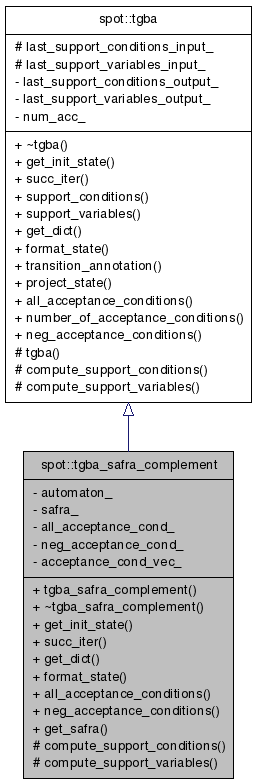 spot::tgba
# last_support_conditions_input_
# last_support_variables_input_
- last_support_conditions_output_
- last_support_variables_output_
- num_acc_
+ ~tgba()
+ get_init_state()
+ succ_iter()
+ support_conditions()
+ support_variables()
+ get_dict()
+ format_state()
+ transition_annotation()
+ project_state()
+ all_acceptance_conditions()
+ number_of_acceptance_conditions()
+ neg_acceptance_conditions()
# tgba()
# compute_support_conditions()
# compute_support_variables()
spot::tgba_safra_complement
- automaton_
- safra_
- all_acceptance_cond_
- neg_acceptance_cond_
- acceptance_cond_vec_
+ tgba_safra_complement()
+ ~tgba_safra_complement()
+ get_init_state()
+ succ_iter()
+ get_dict()
+ format_state()
+ all_acceptance_conditions()
+ neg_acceptance_conditions()
+ get_safra()
# compute_support_conditions()
# compute_support_variables()